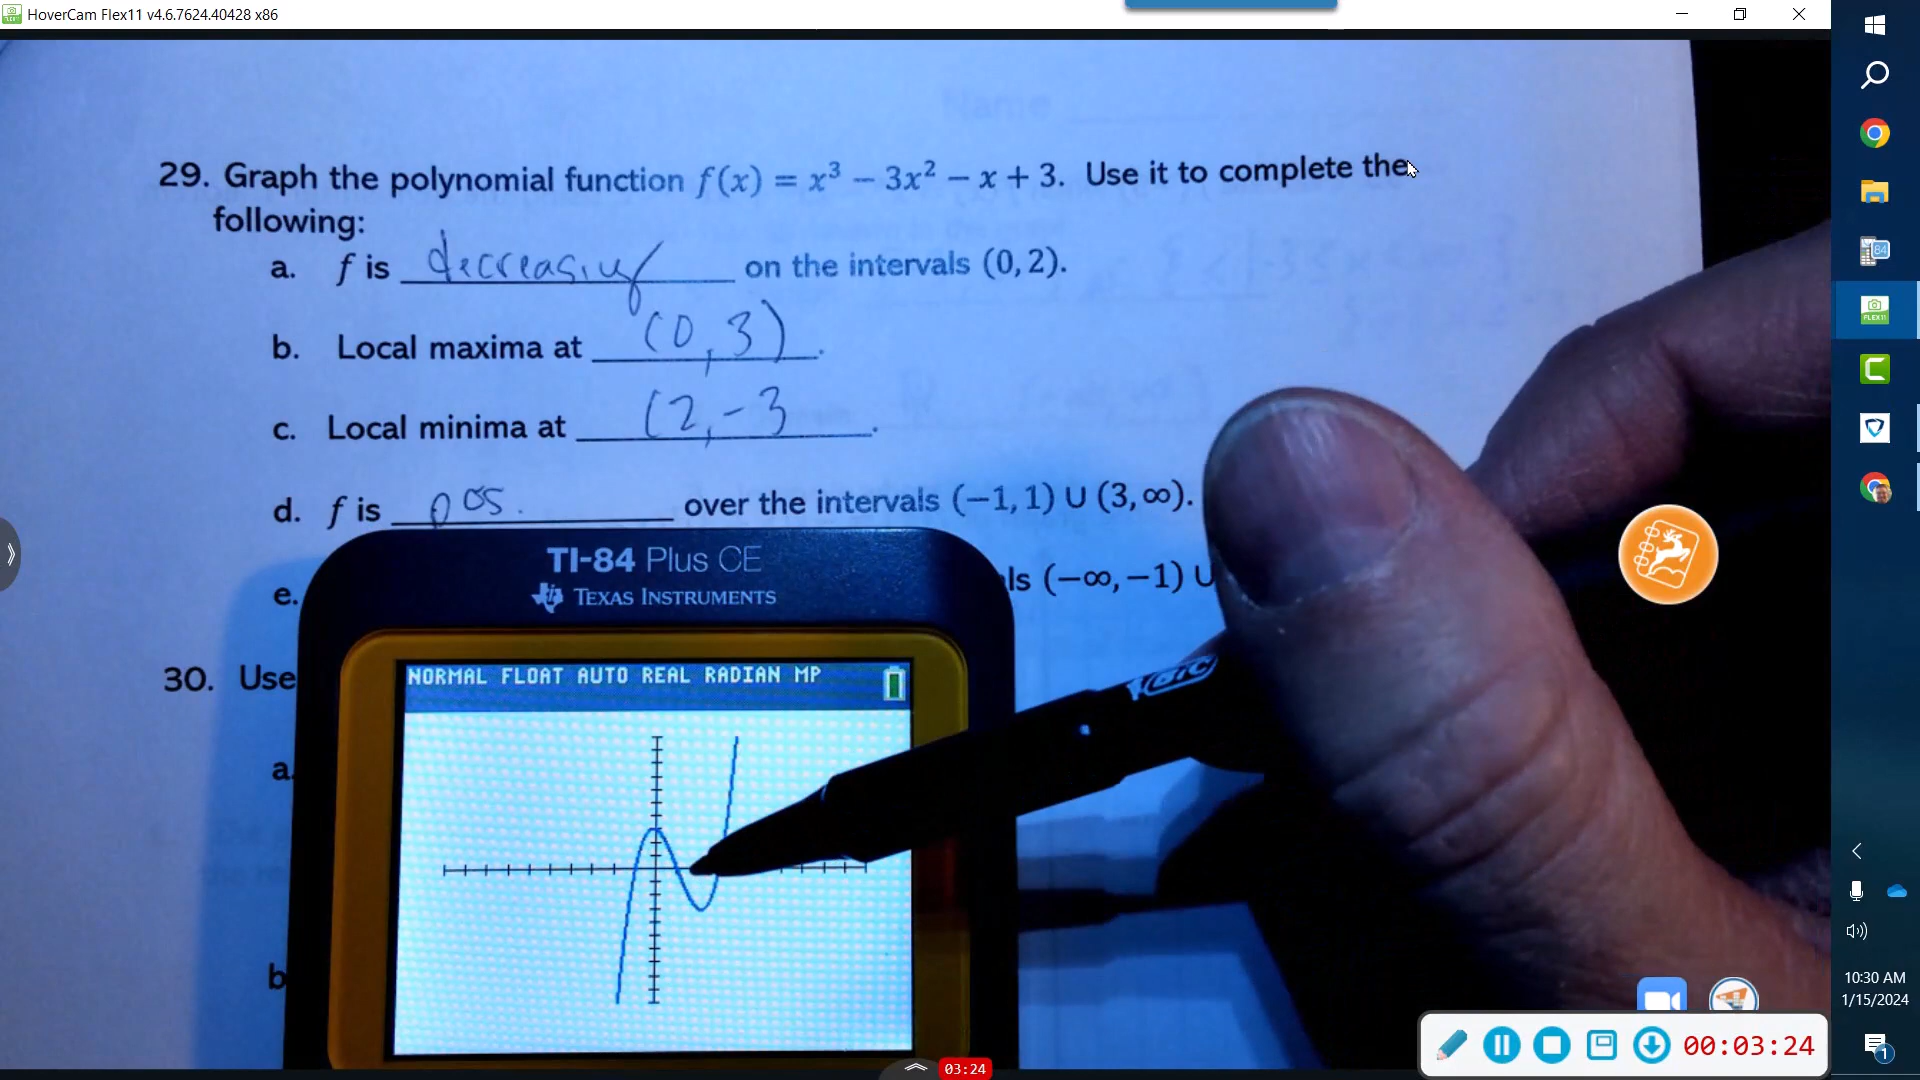 HoverCam Flex11 v4.6.7624.40428 x86
29. Graph the polynomial function f(x) = x³ − 3x² − x + 3. Use it to complete the
following:
a. f is decreasing on the intervals (0, 2).
b. Local maxima at (0, 3).
c. Local minima at (2, -3.
d. f is pos. over the intervals (−1, 1) ∪ (3, ∞).
TI-84 Plus CE
TEXAS INSTRUMENTS
e. ls (−∞, −1) ∪
30. Use
NORMAL FLOAT AUTO REAL RADIAN MP
BIC
a.
b
84
FLEX11
10:30 AM
1/15/2024
1
00:03:24
03:24